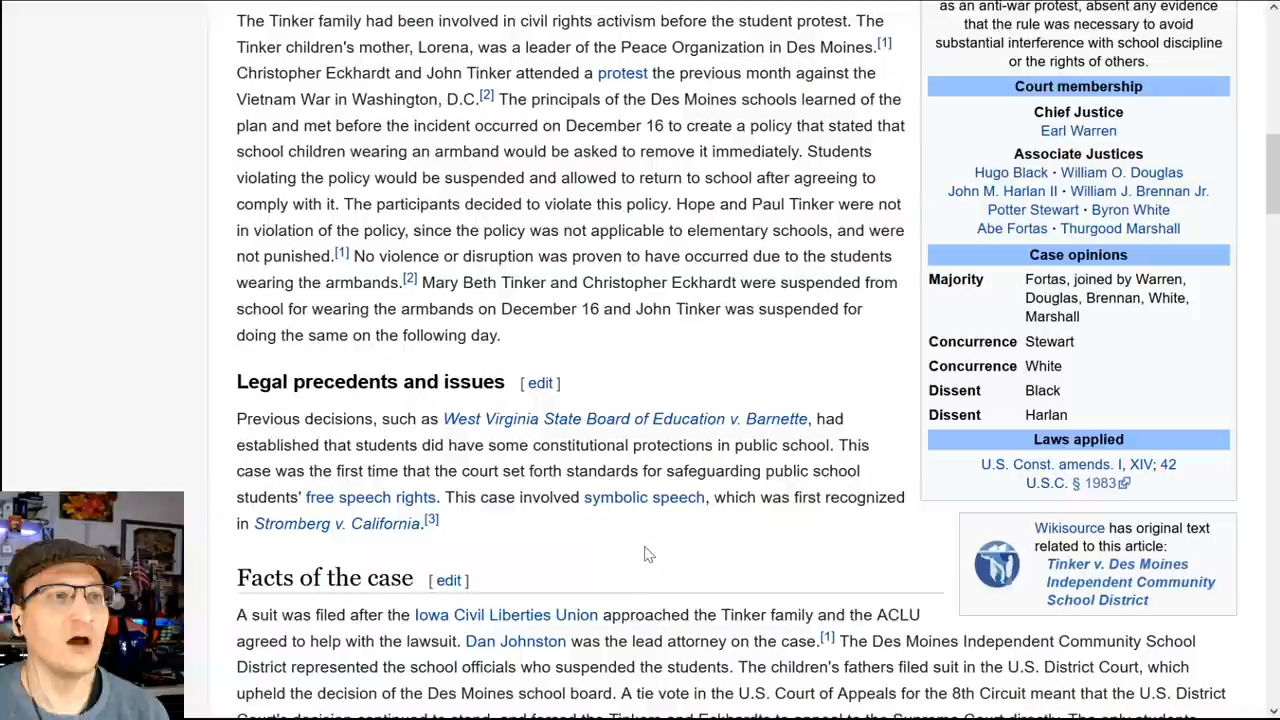 The Tinker family had been involved in civil rights activism before the student protest. The
Tinker children's mother, Lorena, was a leader of the Peace Organization in Des Moines.[1]
Christopher Eckhardt and John Tinker attended a protest the previous month against the
Vietnam War in Washington, D.C.[2] The principals of the Des Moines schools learned of the
plan and met before the incident occurred on December 16 to create a policy that stated that
school children wearing an armband would be asked to remove it immediately. Students
violating the policy would be suspended and allowed to return to school after agreeing to
comply with it. The participants decided to violate this policy. Hope and Paul Tinker were not
in violation of the policy, since the policy was not applicable to elementary schools, and were
not punished.[1] No violence or disruption was proven to have occurred due to the students
wearing the armbands.[2] Mary Beth Tinker and Christopher Eckhardt were suspended from
school for wearing the armbands on December 16 and John Tinker was suspended for
doing the same on the following day.
Legal precedents and issues [ edit ]
Previous decisions, such as West Virginia State Board of Education v. Barnette, had
established that students did have some constitutional protections in public school. This
case was the first time that the court set forth standards for safeguarding public school
students' free speech rights. This case involved symbolic speech, which was first recognized
in Stromberg v. California.[3]
Facts of the case [ edit ]
A suit was filed after the Iowa Civil Liberties Union approached the Tinker family and the ACLU
agreed to help with the lawsuit. Dan Johnston was the lead attorney on the case.[1] The Des Moines Independent Community School
District represented the school officials who suspended the students. The children's fathers filed suit in the U.S. District Court, which
upheld the decision of the Des Moines school board. A tie vote in the U.S. Court of Appeals for the 8th Circuit meant that the U.S. District
Court's decision continued to stand, and forced the Tinkers and Eckhardts to appeal to the Supreme Court directly. The only students
as an anti-war protest, absent any evidence
that the rule was necessary to avoid
substantial interference with school discipline
or the rights of others.
Court membership
Chief Justice
Earl Warren
Associate Justices
Hugo Black · William O. Douglas
John M. Harlan II · William J. Brennan Jr.
Potter Stewart · Byron White
Abe Fortas · Thurgood Marshall
Case opinions
Majority Fortas, joined by Warren,
Douglas, Brennan, White,
Marshall
Concurrence Stewart
Concurrence White
Dissent Black
Dissent Harlan
Laws applied
U.S. Const. amends. I, XIV; 42
U.S.C. § 1983
Wikisource has original text
related to this article:
Tinker v. Des Moines
Independent Community
School District